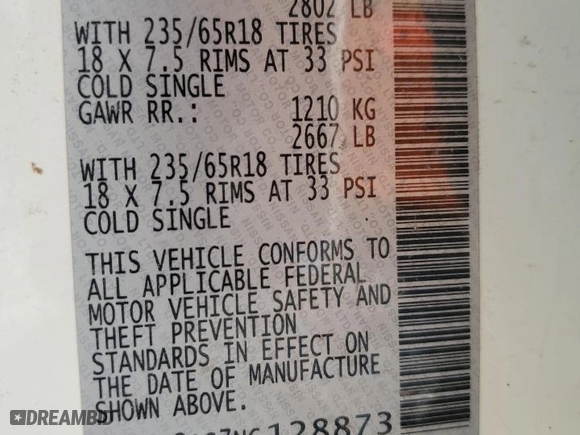 2802 LB
WITH 235/65R18 TIRES
18 X 7.5 RIMS AT 33 PSI
COLD SINGLE
GAWR RR.: 1210 KG
2667 LB
WITH 235/65R18 TIRES
18 X 7.5 RIMS AT 33 PSI
COLD SINGLE
THIS VEHICLE CONFORMS TO
ALL APPLICABLE FEDERAL
MOTOR VEHICLE SAFETY AND
THEFT PREVENTION
STANDARDS IN EFFECT ON
THE DATE OF MANUFACTURE
SHOWN ABOVE.
128873
DREAMBID